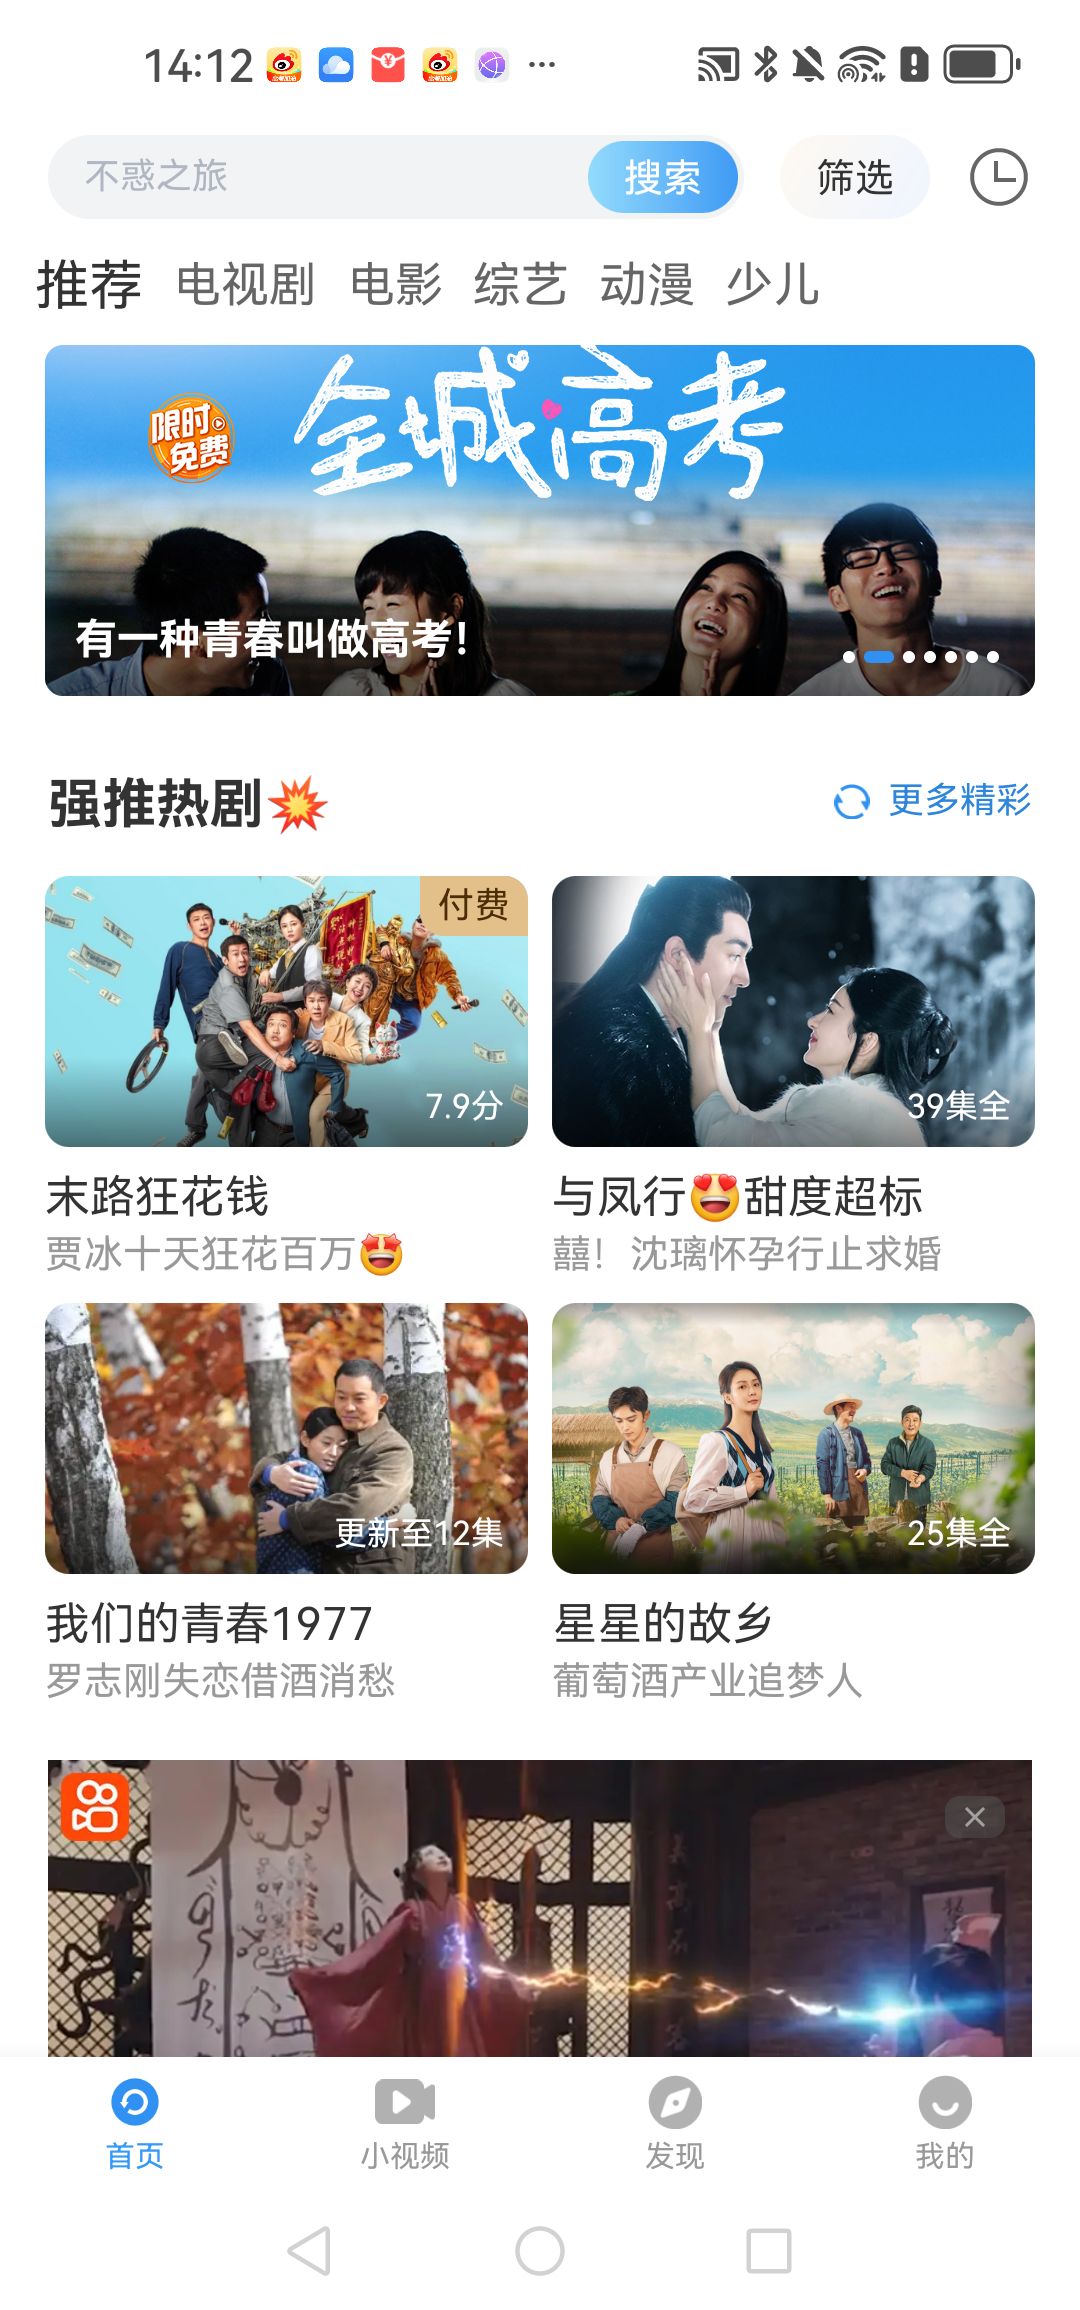 14:12
不惑之旅
搜索
筛选
推荐 电视剧 电影 综艺 动漫 少儿
限时
免费
全城高考
有一种青春叫做高考!
强推热剧💥
更多精彩
付费
7.9分
39集全
末路狂花钱
与凤行😍甜度超标
贾冰十天狂花百万🤩
囍！沈璃怀孕行止求婚
更新至12集
25集全
我们的青春1977
星星的故乡
罗志刚失恋借酒消愁
葡萄酒产业追梦人
首页
小视频
发现
我的